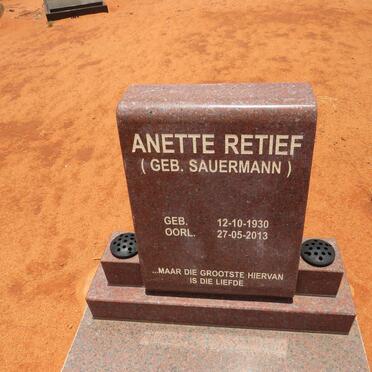 ANETTE RETIEF
( GEB. SAUERMANN )
GEB. 12-10-1930
OORL. 27-05-2013
...MAAR DIE GROOTSTE HIERVAN
IS DIE LIEFDE